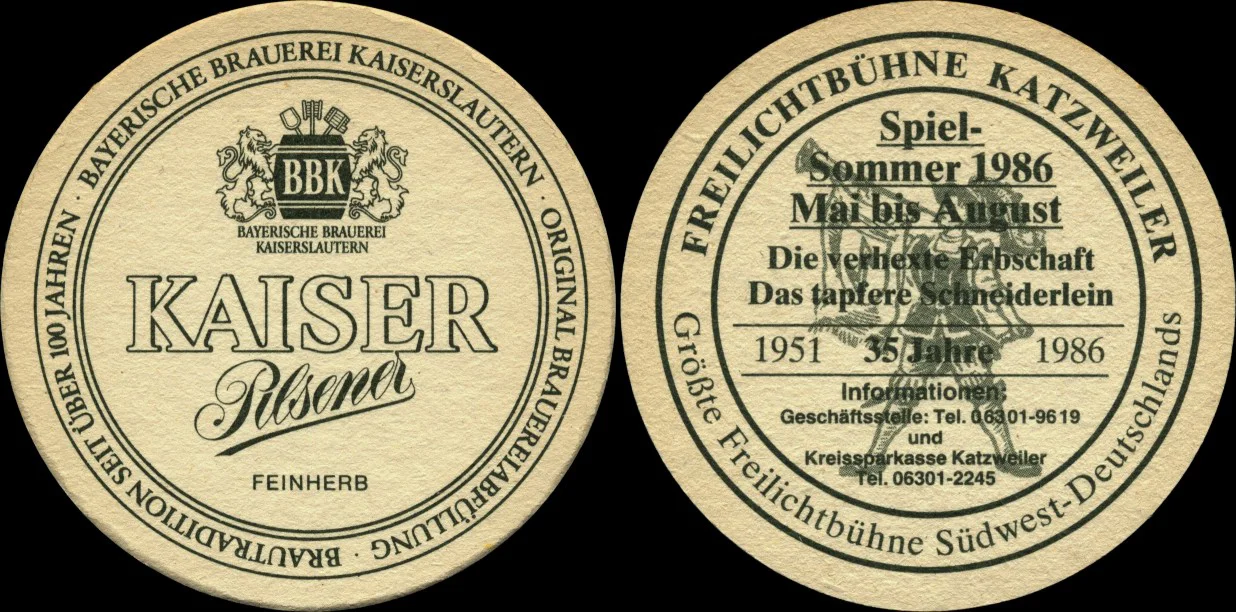 BAYERISCHE BRAUEREI KAISERSLAUTERN · ORIGINAL BRAUEREIABFÜLLUNG · BRAUTRADITION SEIT ÜBER 100 JAHREN ·
BBK
BAYERISCHE BRAUEREI
KAISERSLAUTERN
KAISER
Pilsener
FEINHERB
FREILICHTBÜHNE KATZWEILER
Spiel-
Sommer 1986
Mai bis August
Die verhexte Erbschaft
Das tapfere Schneiderlein
1951 35 Jahre 1986
Informationen:
Geschäftsstelle: Tel. 06301-9619
und
Kreissparkasse Katzweiler
Tel. 06301-2245
Größte Freilichtbühne Südwest-Deutschlands